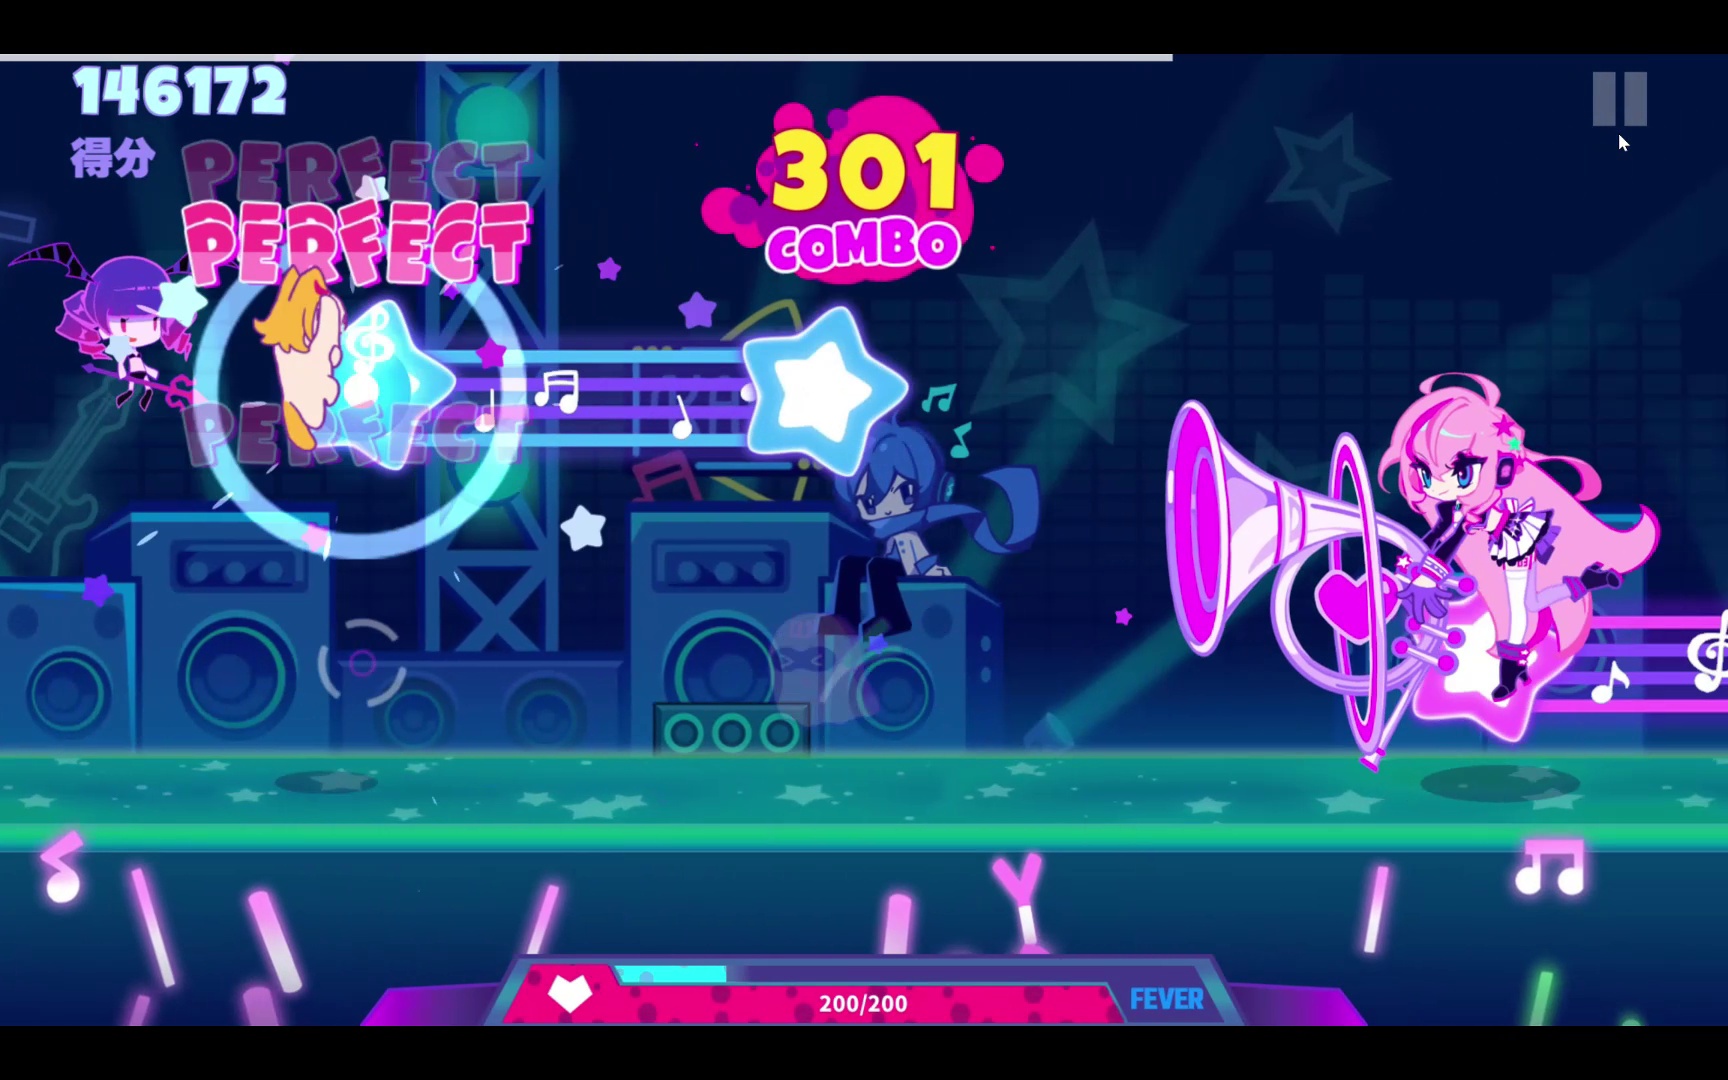 146172
得分
PERFECT
PERFECT
301
COMBO
PERFECT
200/200
FEVER